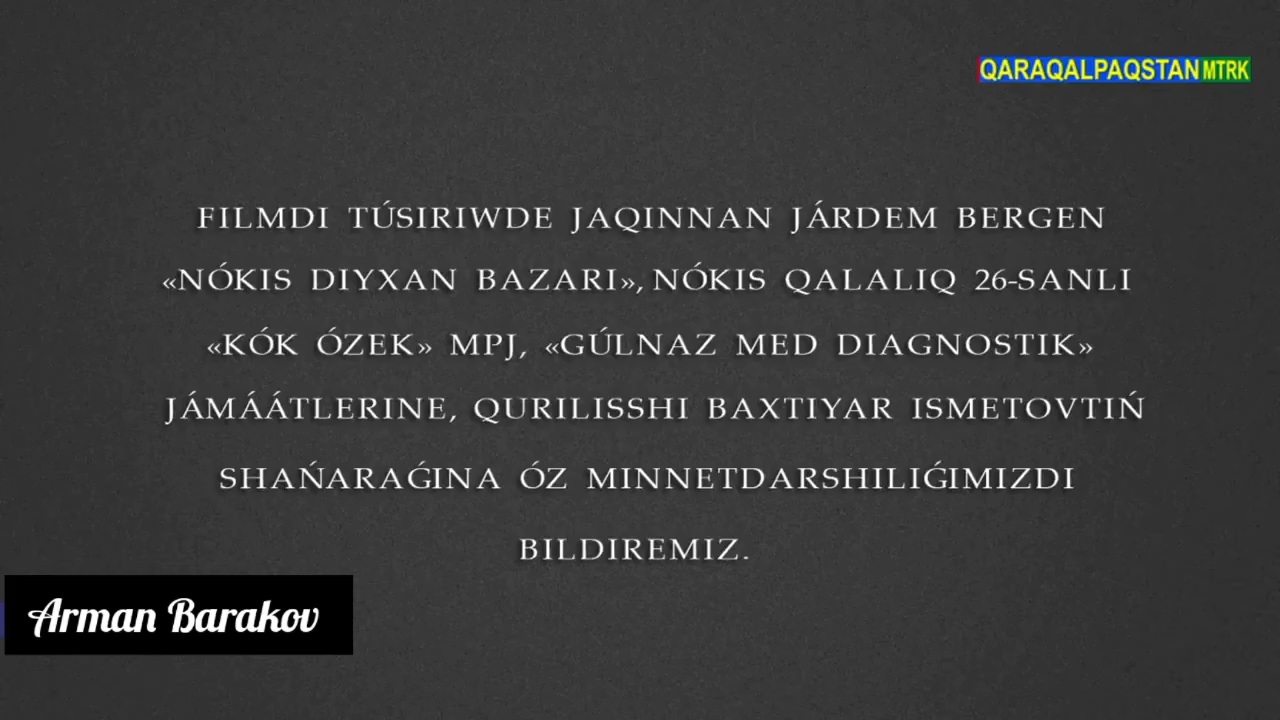 QARAQALPAQSTAN MTRK
FILMDI TÚSIRIWDE JAQINNAN JÁRDEM BERGEN
«NÓKIS DIYXAN BAZARI», NÓKIS QALALIQ 26-SANLI
«KÓK ÓZEK» MPJ, «GÚLNAZ MED DIAGNOSTIK»
JÁMÁÁTLERINE, QURILISSHI BAXTIYAR ISMETOVTIŃ
SHAŃARAǴINA ÓZ MINNETDARSHILIǴIMIZDI
BILDIREMIZ.
Arman Barakov